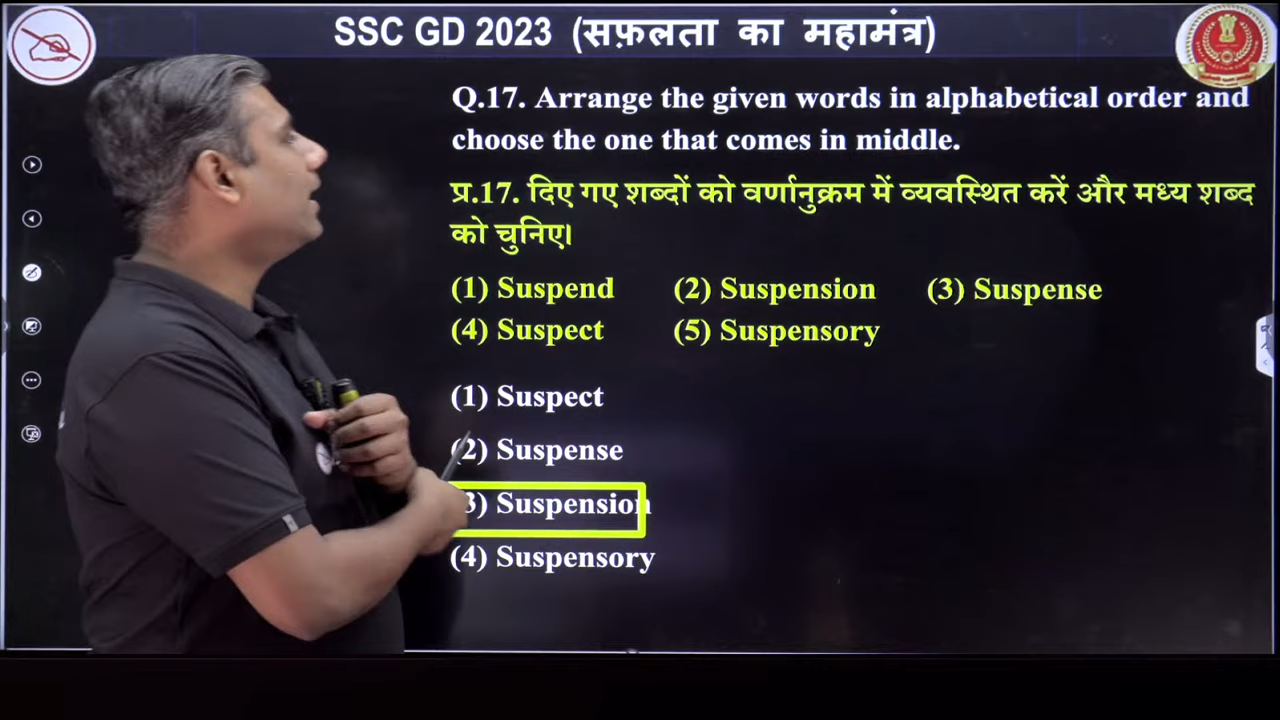 SSC GD 2023 (सफ़लता का महामंत्र)
Q.17. Arrange the given words in alphabetical order and
choose the one that comes in middle.
प्र.17. दिए गए शब्दों को वर्णानुक्रम में व्यवस्थित करें और मध्य शब्द
को चुनिए।
(1) Suspend (2) Suspension (3) Suspense
(4) Suspect (5) Suspensory
(1) Suspect
(2) Suspense
3) Suspension
(4) Suspensory